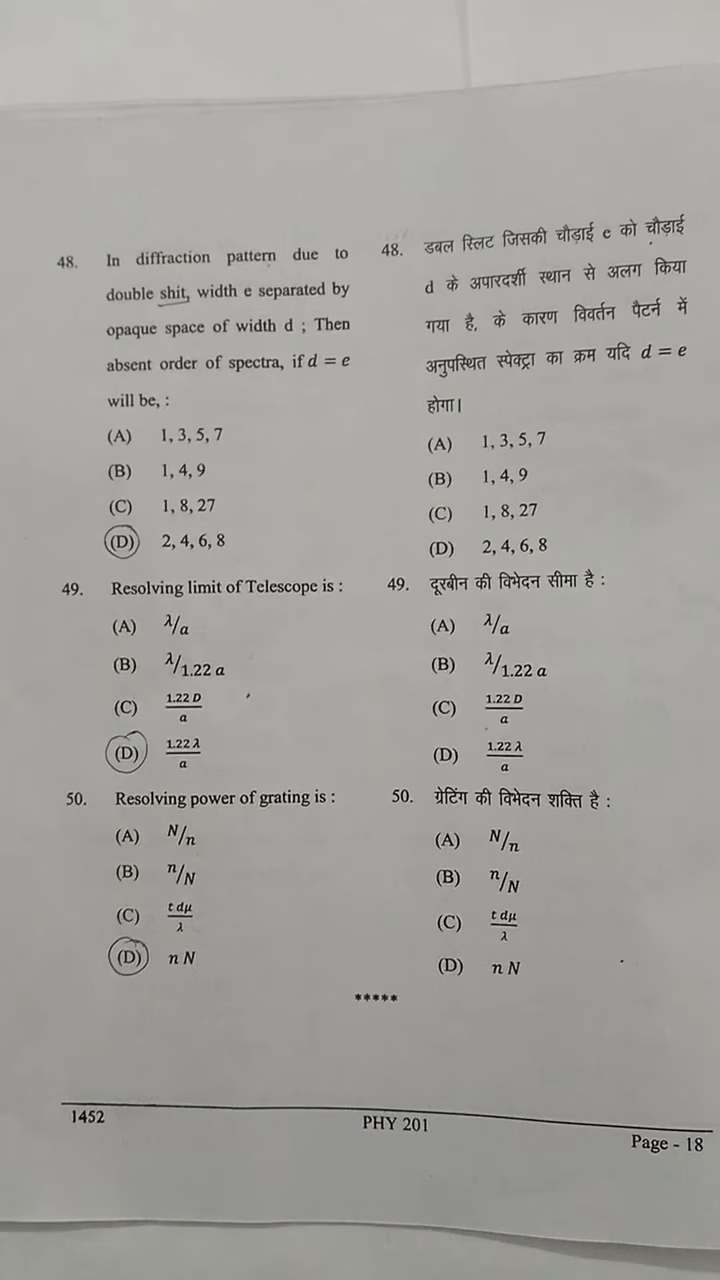 48. In diffraction pattern due to
double shit, width e separated by
opaque space of width d ; Then
absent order of spectra, if d = e
will be, :
(A) 1, 3, 5, 7
(B) 1, 4, 9
(C) 1, 8, 27
(D) 2, 4, 6, 8
49. Resolving limit of Telescope is :
(A) λ/a
(B) λ/1.22 a
(C) 1.22 D / a
(D) 1.22 λ / a
50. Resolving power of grating is :
(A) N/n
(B) n/N
(C) t dμ / λ
(D) n N
48. डबल स्लिट जिसकी चौड़ाई e को चौड़ाई
d के अपारदर्शी स्थान से अलग किया
गया है, के कारण विवर्तन पैटर्न में
अनुपस्थित स्पेक्ट्रा का क्रम यदि d = e
होगा।
(A) 1, 3, 5, 7
(B) 1, 4, 9
(C) 1, 8, 27
(D) 2, 4, 6, 8
49. दूरबीन की विभेदन सीमा है :
(A) λ/a
(B) λ/1.22 a
(C) 1.22 D / a
(D) 1.22 λ / a
50. ग्रेटिंग की विभेदन शक्ति है :
(A) N/n
(B) n/N
(C) t dμ / λ
(D) n N
*****
1452
PHY 201
Page - 18